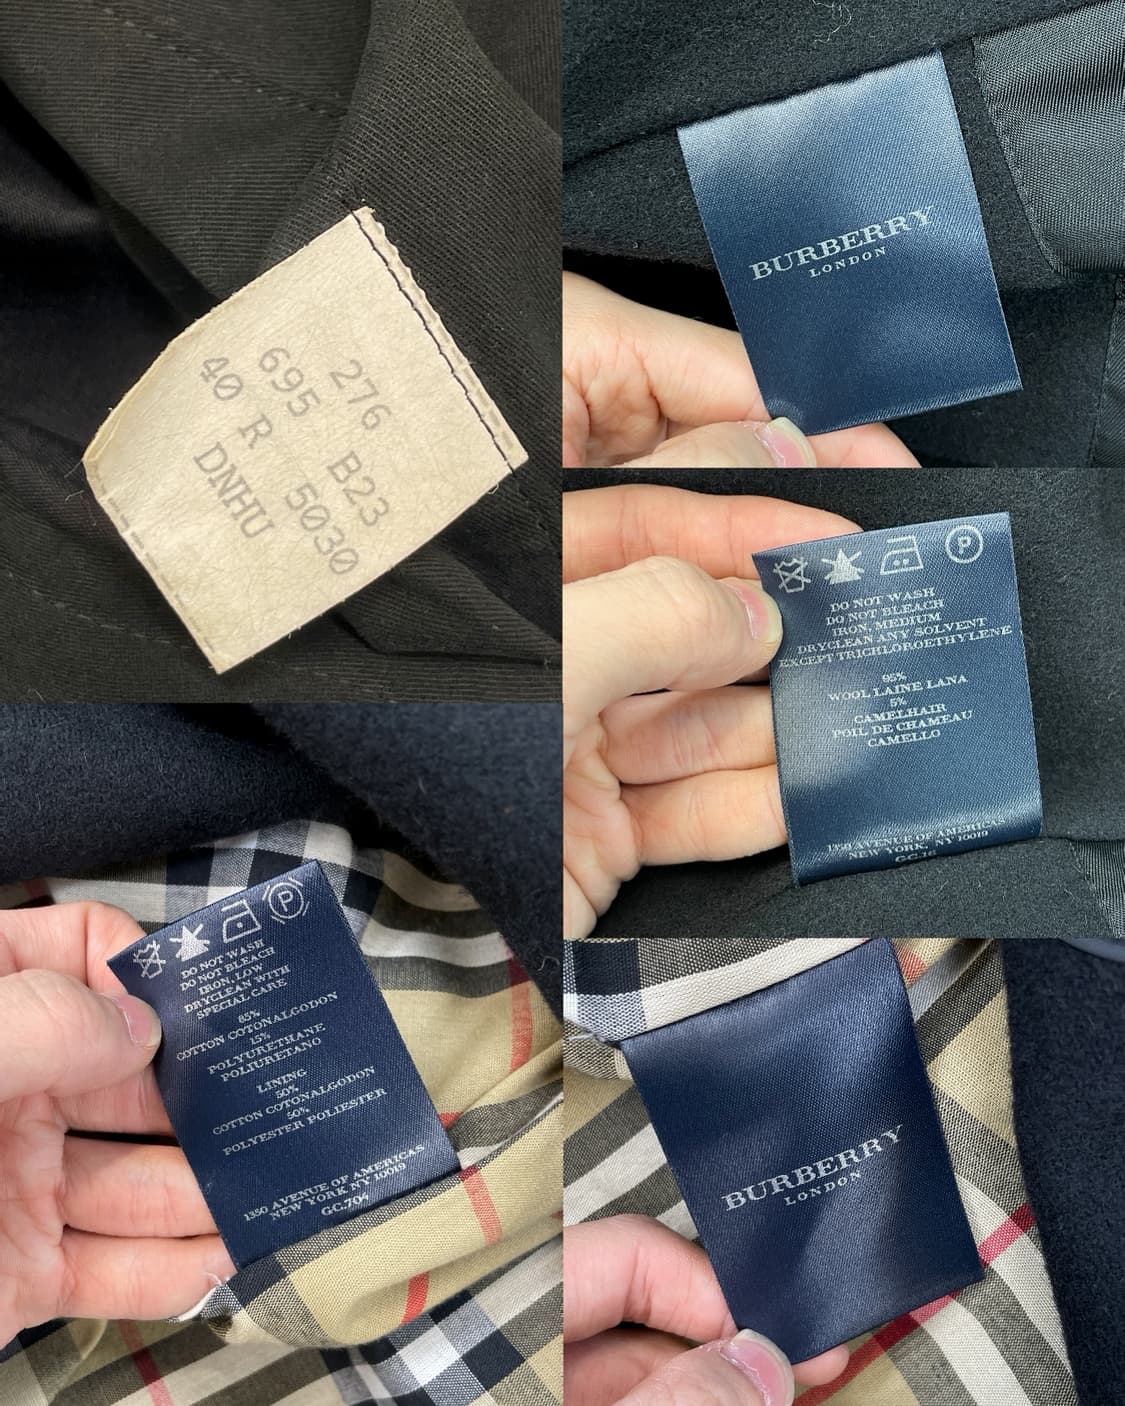 276
695 B23
40 R 5030
DNHU
BURBERRY
LONDON
P
DO NOT WASH
DO NOT BLEACH
IRON, MEDIUM
DRYCLEAN ANY SOLVENT
EXCEPT TRICHLOROETHYLENE
95%
WOOL LAINE LANA
5%
CAMELHAIR
POIL DE CHAMEAU
CAMELLO
1350 AVENUE OF AMERICAS
NEW YORK, NY 10019
P
DO NOT WASH
DO NOT BLEACH
IRON, LOW
DRYCLEAN WITH
SPECIAL CARE
85%
COTTON COTONALGODON
15%
POLYURETHANE
POLIURETANO
LINING
50%
COTTON COTONALGODON
50%
POLYESTER POLIESTER
1350 AVENUE OF AMERICAS
NEW YORK NY 10019
GC.704
BURBERRY
LONDON